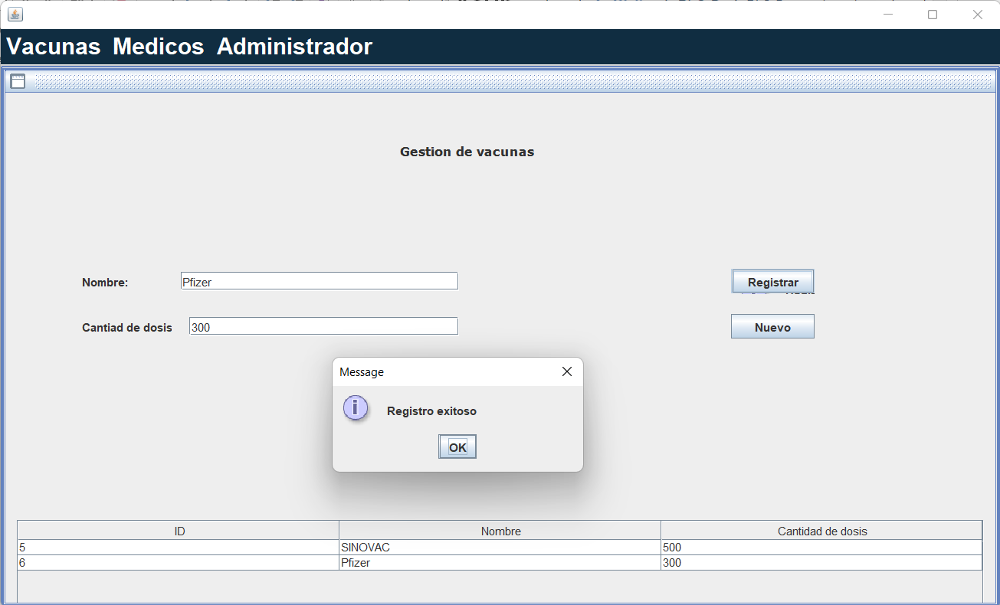 Vacunas Medicos Administrador
Gestion de vacunas
Nombre: Pfizer Registrar
Cantiad de dosis 300 Nuevo
Message
Registro exitoso
OK
ID Nombre Cantidad de dosis
5 SINOVAC 500
6 Pfizer 300